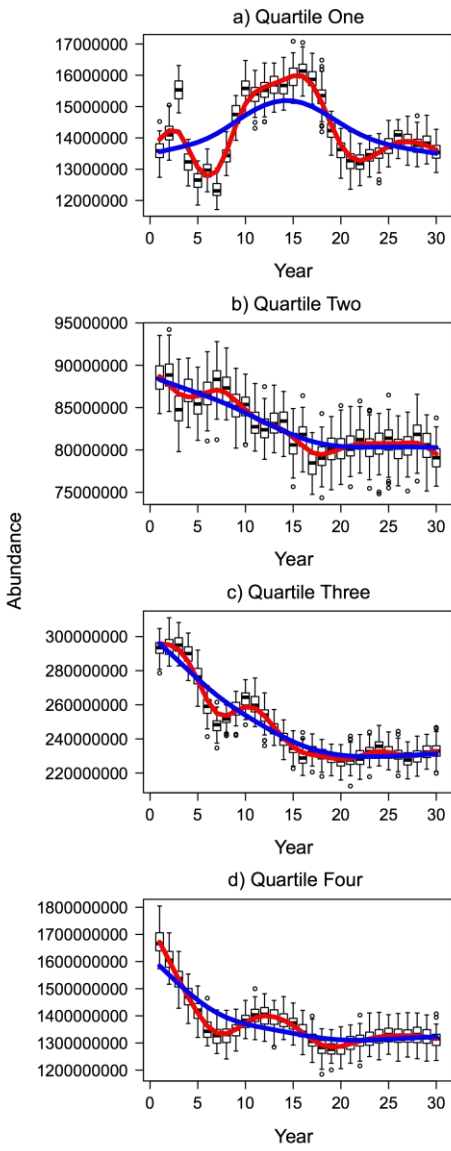 a) Quartile One
17000000
16000000
15000000
14000000
13000000
12000000
0 5 10 15 20 25 30
Year
b) Quartile Two
95000000
90000000
85000000
80000000
75000000
0 5 10 15 20 25 30
Year
Abundance
c) Quartile Three
300000000
280000000
260000000
240000000
220000000
0 5 10 15 20 25 30
Year
d) Quartile Four
1800000000
1700000000
1600000000
1500000000
1400000000
1300000000
1200000000
0 5 10 15 20 25 30
Year